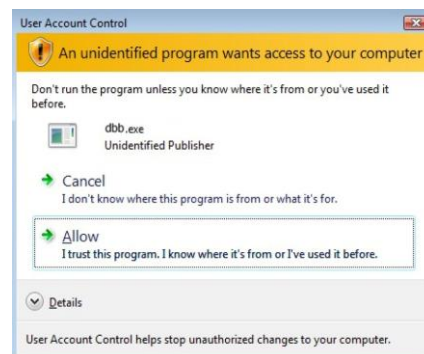 User Account Control
An unidentified program wants access to your computer
Don't run the program unless you know where it's from or you've used it
before.
dbb.exe
Unidentified Publisher
Cancel
I don't know where this program is from or what it's for.
Allow
I trust this program. I know where it's from or I've used it before.
Details
User Account Control helps stop unauthorized changes to your computer.